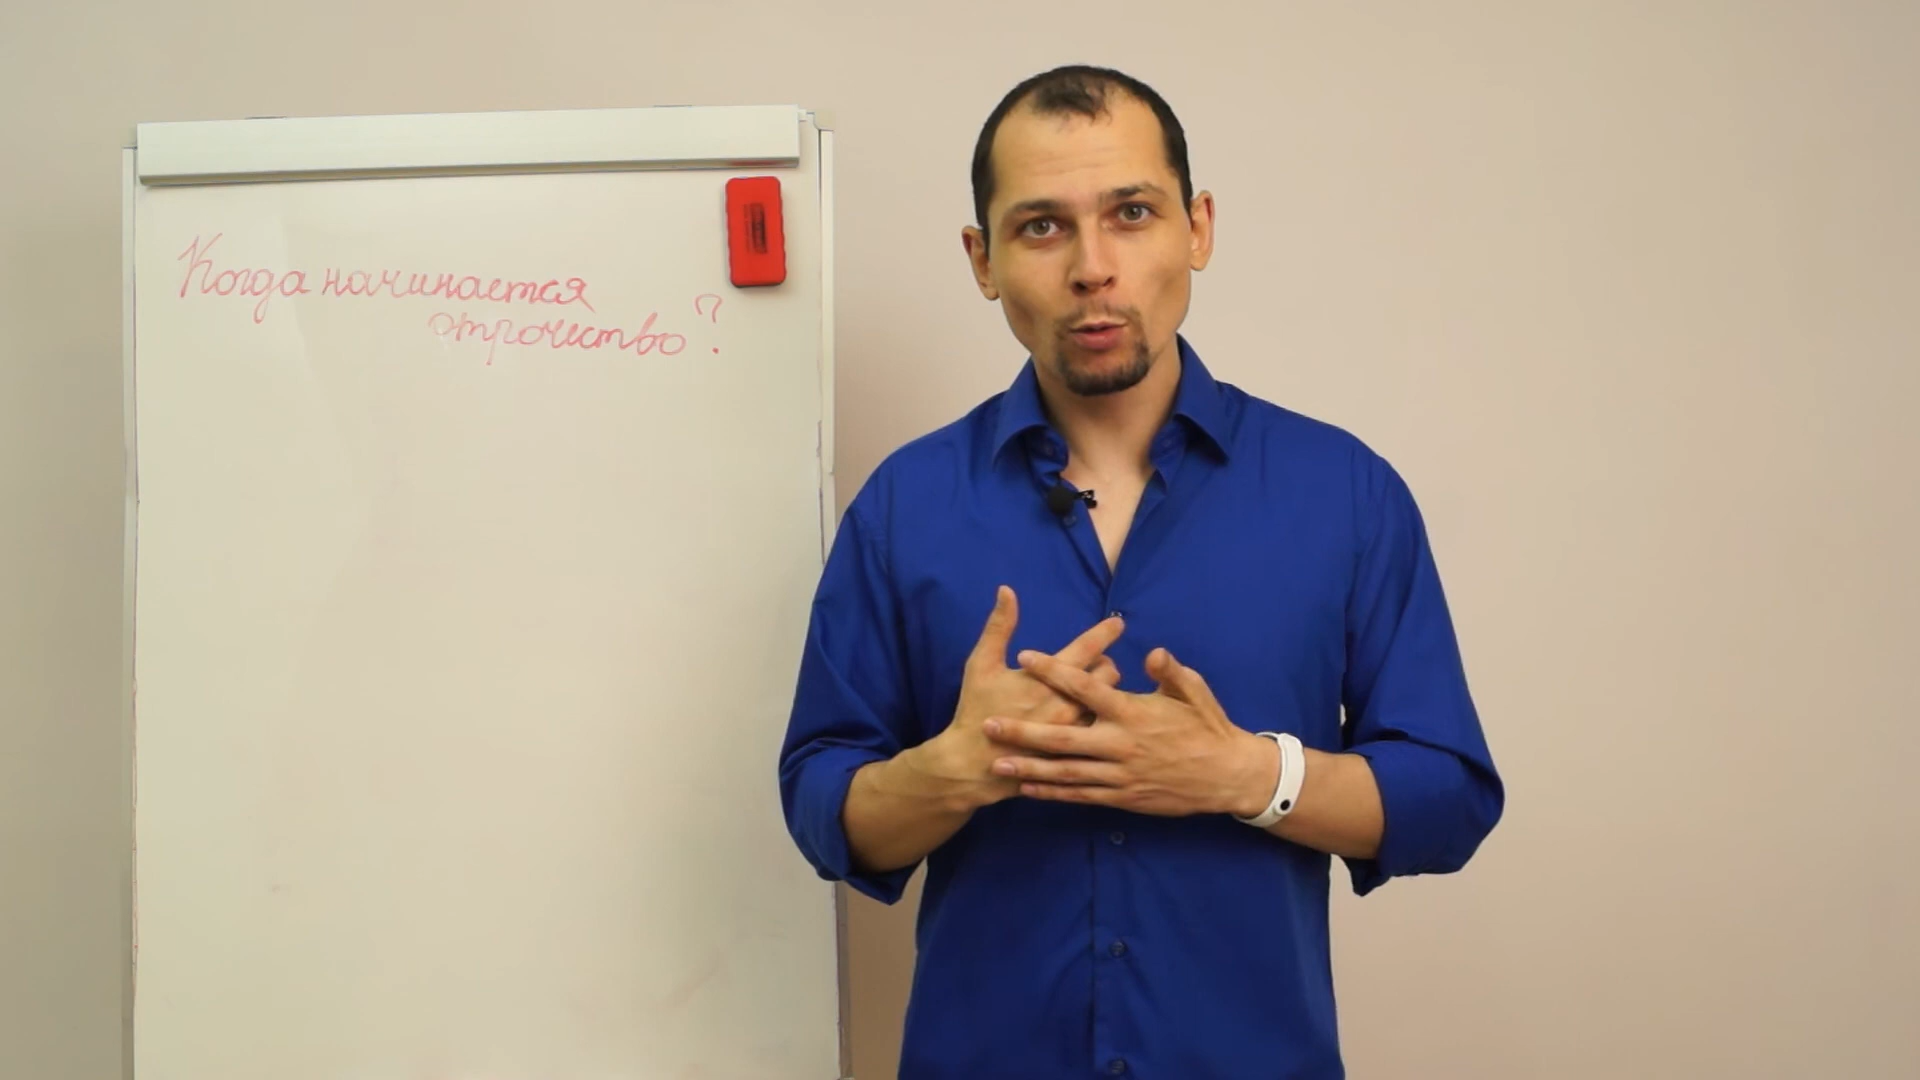 Когда начинается
отрочество?